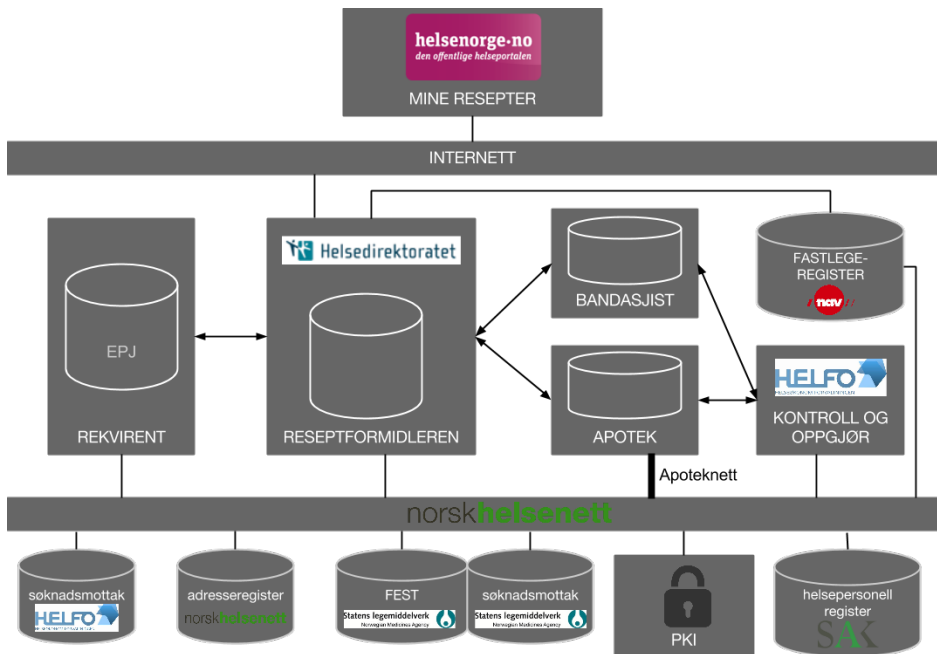 helsenorge·no
den offentlige helseportalen
MINE RESEPTER
INTERNETT
Helsedirektoratet
EPJ
REKVIRENT
RESEPTFORMIDLEREN
BANDASJIST
APOTEK
FASTLEGE-
REGISTER
nav
HELFO
KONTROLL OG
OPPGJØR
Apoteknett
norskhelsenett
søknadsmottak
HELFO
adresseregister
norskhelsenett
FEST
Statens legemiddelverk
Norwegian Medicines Agency
søknadsmottak
Statens legemiddelverk
Norwegian Medicines Agency
PKI
helsepersonell
register
SAK